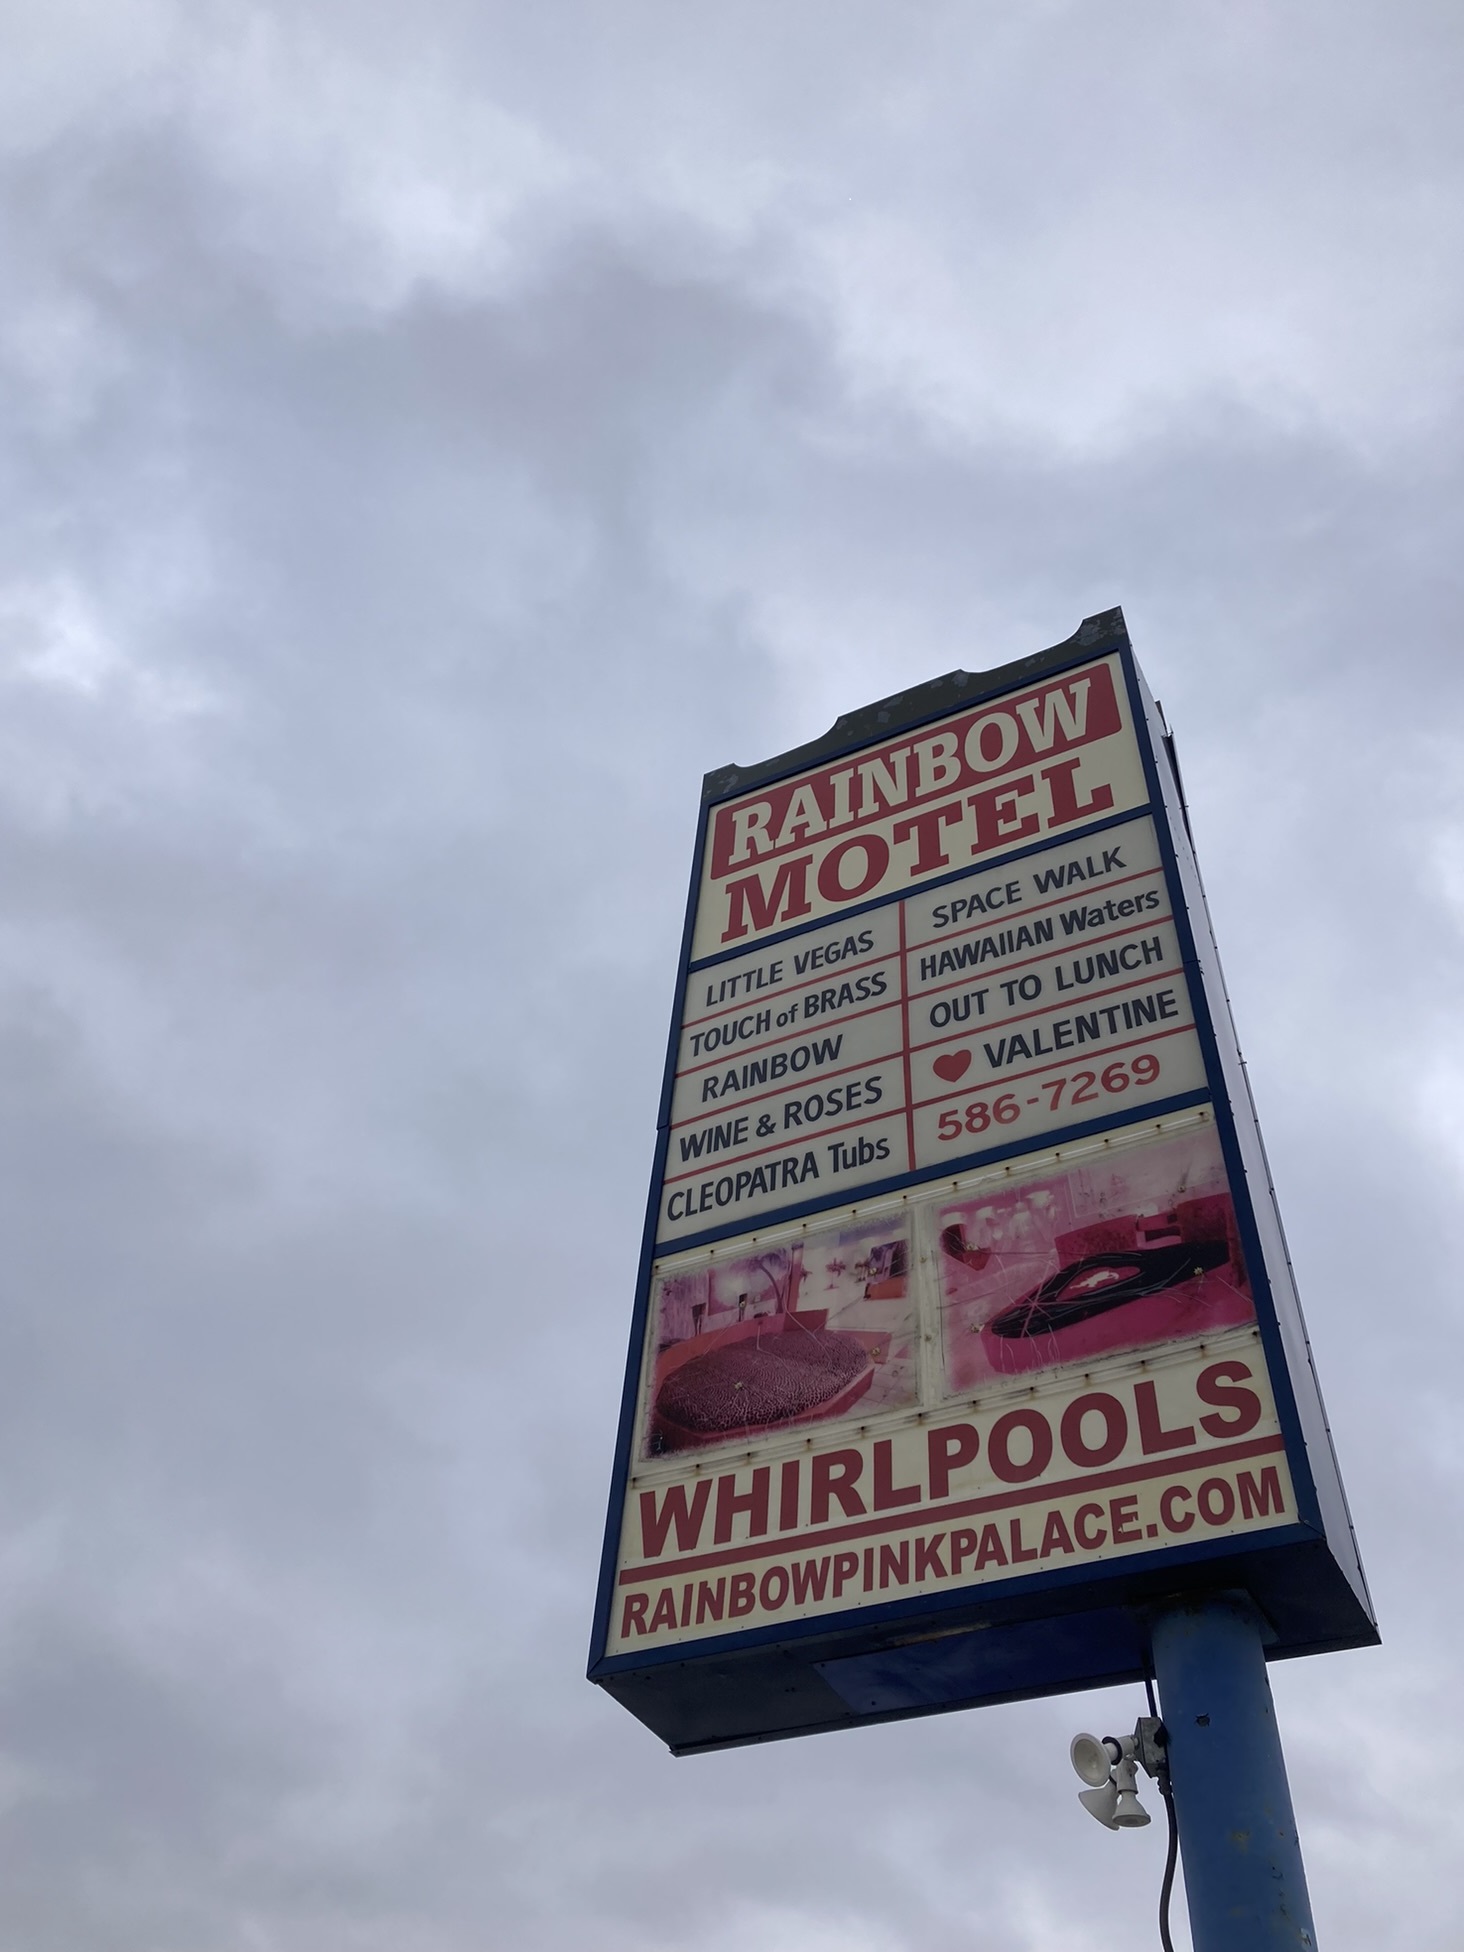 RAINBOW
MOTEL
LITTLE VEGAS
TOUCH of BRASS
RAINBOW
WINE & ROSES
CLEOPATRA Tubs
SPACE WALK
HAWAIIAN Waters
OUT TO LUNCH
VALENTINE
586-7269
WHIRLPOOLS
RAINBOWPINKPALACE.COM